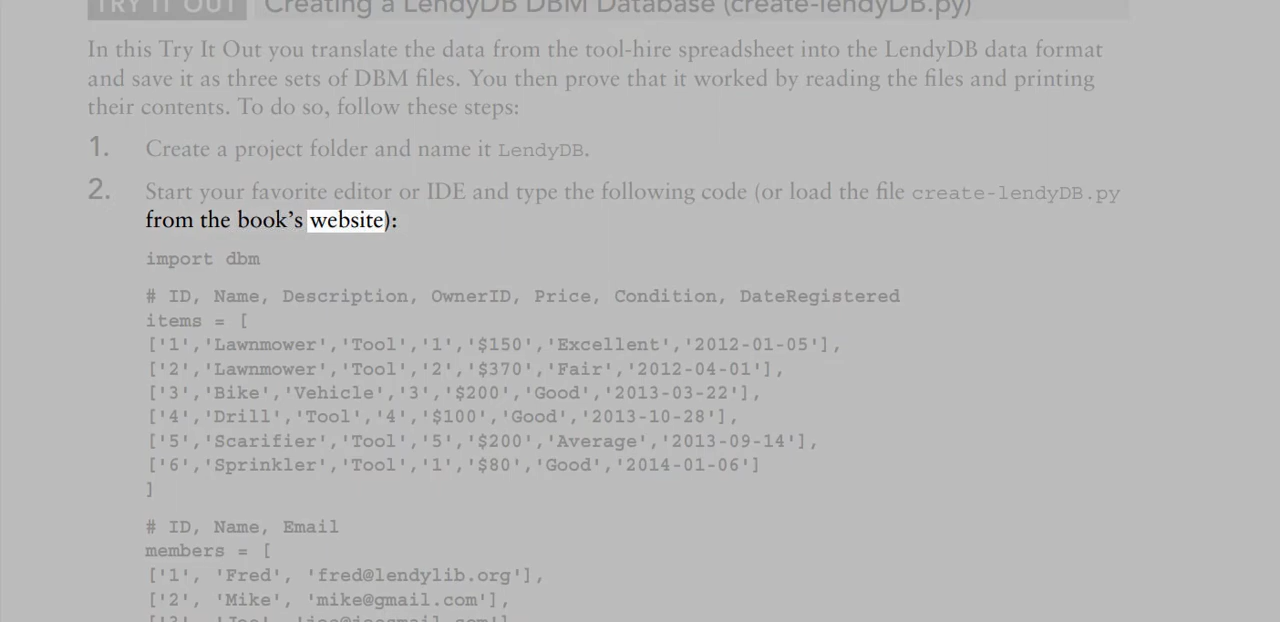 TRY IT OUT Creating a LendyDB DBM Database (create-lendyDB.py)
In this Try It Out you translate the data from the tool-hire spreadsheet into the LendyDB data format
and save it as three sets of DBM files. You then prove that it worked by reading the files and printing
their contents. To do so, follow these steps:
1. Create a project folder and name it LendyDB.
2. Start your favorite editor or IDE and type the following code (or load the file create-lendyDB.py
from the book’s website):
import dbm
# ID, Name, Description, OwnerID, Price, Condition, DateRegistered
items = [
['1','Lawnmower','Tool','1','$150','Excellent','2012-01-05'],
['2','Lawnmower','Tool','2','$370','Fair','2012-04-01'],
['3','Bike','Vehicle','3','$200','Good','2013-03-22'],
['4','Drill','Tool','4','$100','Good','2013-10-28'],
['5','Scarifier','Tool','5','$200','Average','2013-09-14'],
['6','Sprinkler','Tool','1','$80','Good','2014-01-06']
]
# ID, Name, Email
members = [
['1', 'Fred', 'fred@lendylib.org'],
['2', 'Mike', 'mike@gmail.com'],
['3', 'Joe', 'joe@joesmail.com'],